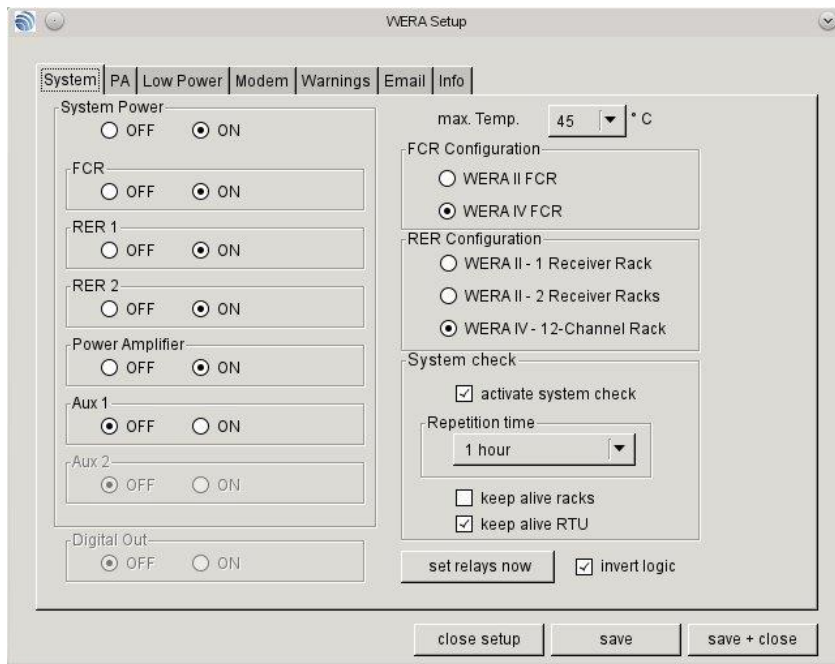 WERA Setup
System PA Low Power Modem Warnings Email Info
System Power
OFF ON
FCR
OFF ON
RER 1
OFF ON
RER 2
OFF ON
Power Amplifier
OFF ON
Aux 1
OFF ON
Aux 2
OFF ON
Digital Out
OFF ON
max. Temp. 45 ° C
FCR Configuration
WERA II FCR
WERA IV FCR
RER Configuration
WERA II - 1 Receiver Rack
WERA II - 2 Receiver Racks
WERA IV - 12-Channel Rack
System check
activate system check
Repetition time
1 hour
keep alive racks
keep alive RTU
set relays now invert logic
close setup save save + close